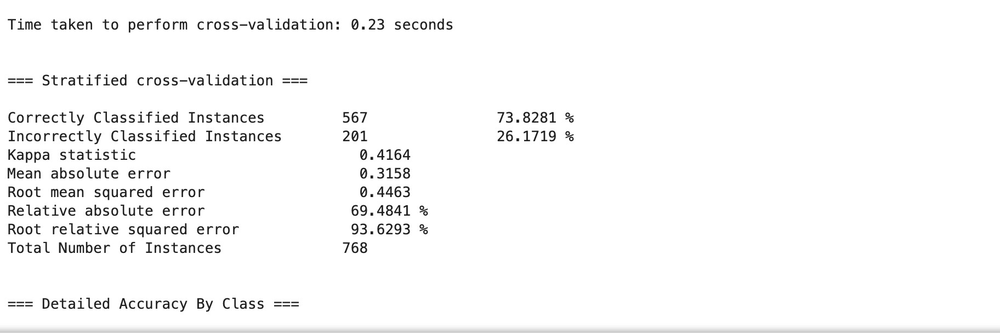 Time taken to perform cross-validation: 0.23 seconds
=== Stratified cross-validation ===
Correctly Classified Instances 567 73.8281 %
Incorrectly Classified Instances 201 26.1719 %
Kappa statistic 0.4164
Mean absolute error 0.3158
Root mean squared error 0.4463
Relative absolute error 69.4841 %
Root relative squared error 93.6293 %
Total Number of Instances 768
=== Detailed Accuracy By Class ===